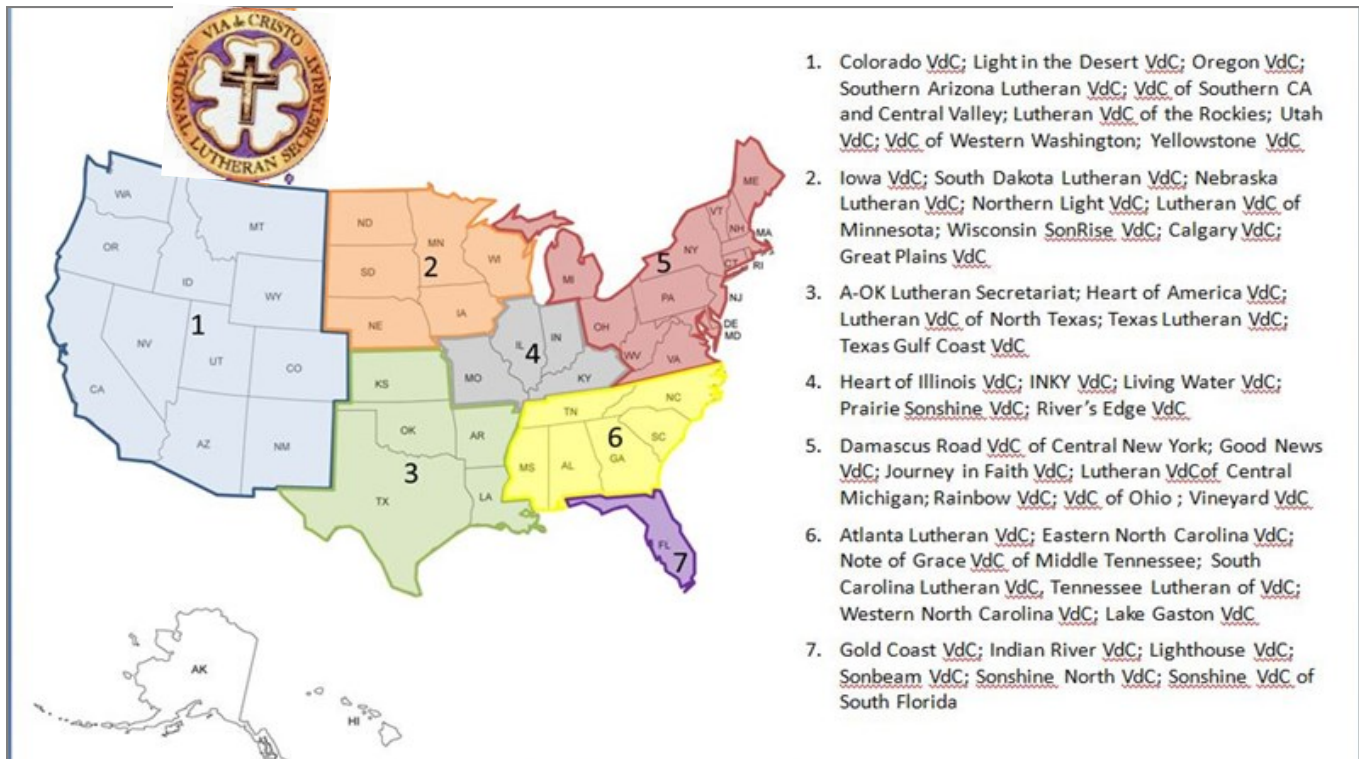 VIA de CRISTO
NATIONAL LUTHERAN SECRETARIAT
WA
OR
ID
MT
WY
NV
UT
CO
CA
AZ
NM
1
ND
SD
NE
MN
WI
IA
2
KS
OK
AR
TX
LA
3
MO
IL
IN
KY
4
MI
OH
WV
VA
PA
NY
VT
NH
ME
MA
CT
RI
NJ
DE
MD
5
TN
NC
SC
MS
AL
GA
6
FL
7
AK
HI
1. Colorado VdC; Light in the Desert VdC; Oregon VdC;
Southern Arizona Lutheran VdC; VdC of Southern CA
and Central Valley; Lutheran VdC of the Rockies; Utah
VdC; VdC of Western Washington; Yellowstone VdC
2. Iowa VdC; South Dakota Lutheran VdC; Nebraska
Lutheran VdC; Northern Light VdC; Lutheran VdC of
Minnesota; Wisconsin SonRise VdC; Calgary VdC;
Great Plains VdC
3. A-OK Lutheran Secretariat; Heart of America VdC;
Lutheran VdC of North Texas; Texas Lutheran VdC;
Texas Gulf Coast VdC
4. Heart of Illinois VdC; INKY VdC; Living Water VdC;
Prairie Sonshine VdC; River’s Edge VdC
5. Damascus Road VdC of Central New York; Good News
VdC; Journey in Faith VdC; Lutheran VdCof Central
Michigan; Rainbow VdC; VdC of Ohio ; Vineyard VdC
6. Atlanta Lutheran VdC; Eastern North Carolina VdC;
Note of Grace VdC of Middle Tennessee; South
Carolina Lutheran VdC, Tennessee Lutheran of VdC;
Western North Carolina VdC; Lake Gaston VdC
7. Gold Coast VdC; Indian River VdC; Lighthouse VdC;
Sonbeam VdC; Sonshine North VdC; Sonshine VdC of
South Florida